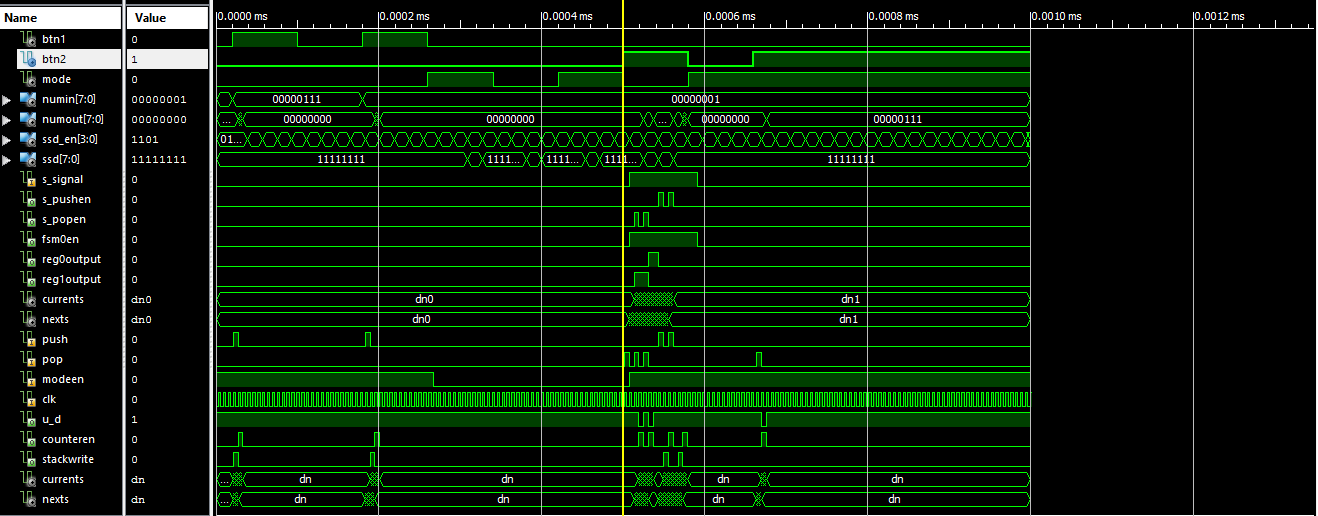 Name Value 0.0000 ms 0.0002 ms 0.0004 ms 0.0006 ms 0.0008 ms 0.0010 ms 0.0012 ms
btn1 0
btn2 1
mode 0
numin[7:0] 00000001 00000111 00000001
numout[7:0] 00000000 ... 00000000 00000000 ... 00000000 00000111
ssd_en[3:0] 1101 01...
ssd[7:0] 11111111 11111111 1111... 1111... 1111... 11111111
s_signal 0
s_pushen 0
s_popen 0
fsm0en 0
reg0output 0
reg1output 0
currents dn0 dn0 dn1
nexts dn0 dn0 dn1
push 0
pop 0
modeen 0
clk 0
u_d 1
counteren 0
stackwrite 0
currents dn ... dn dn dn dn
nexts dn dn dn dn dn